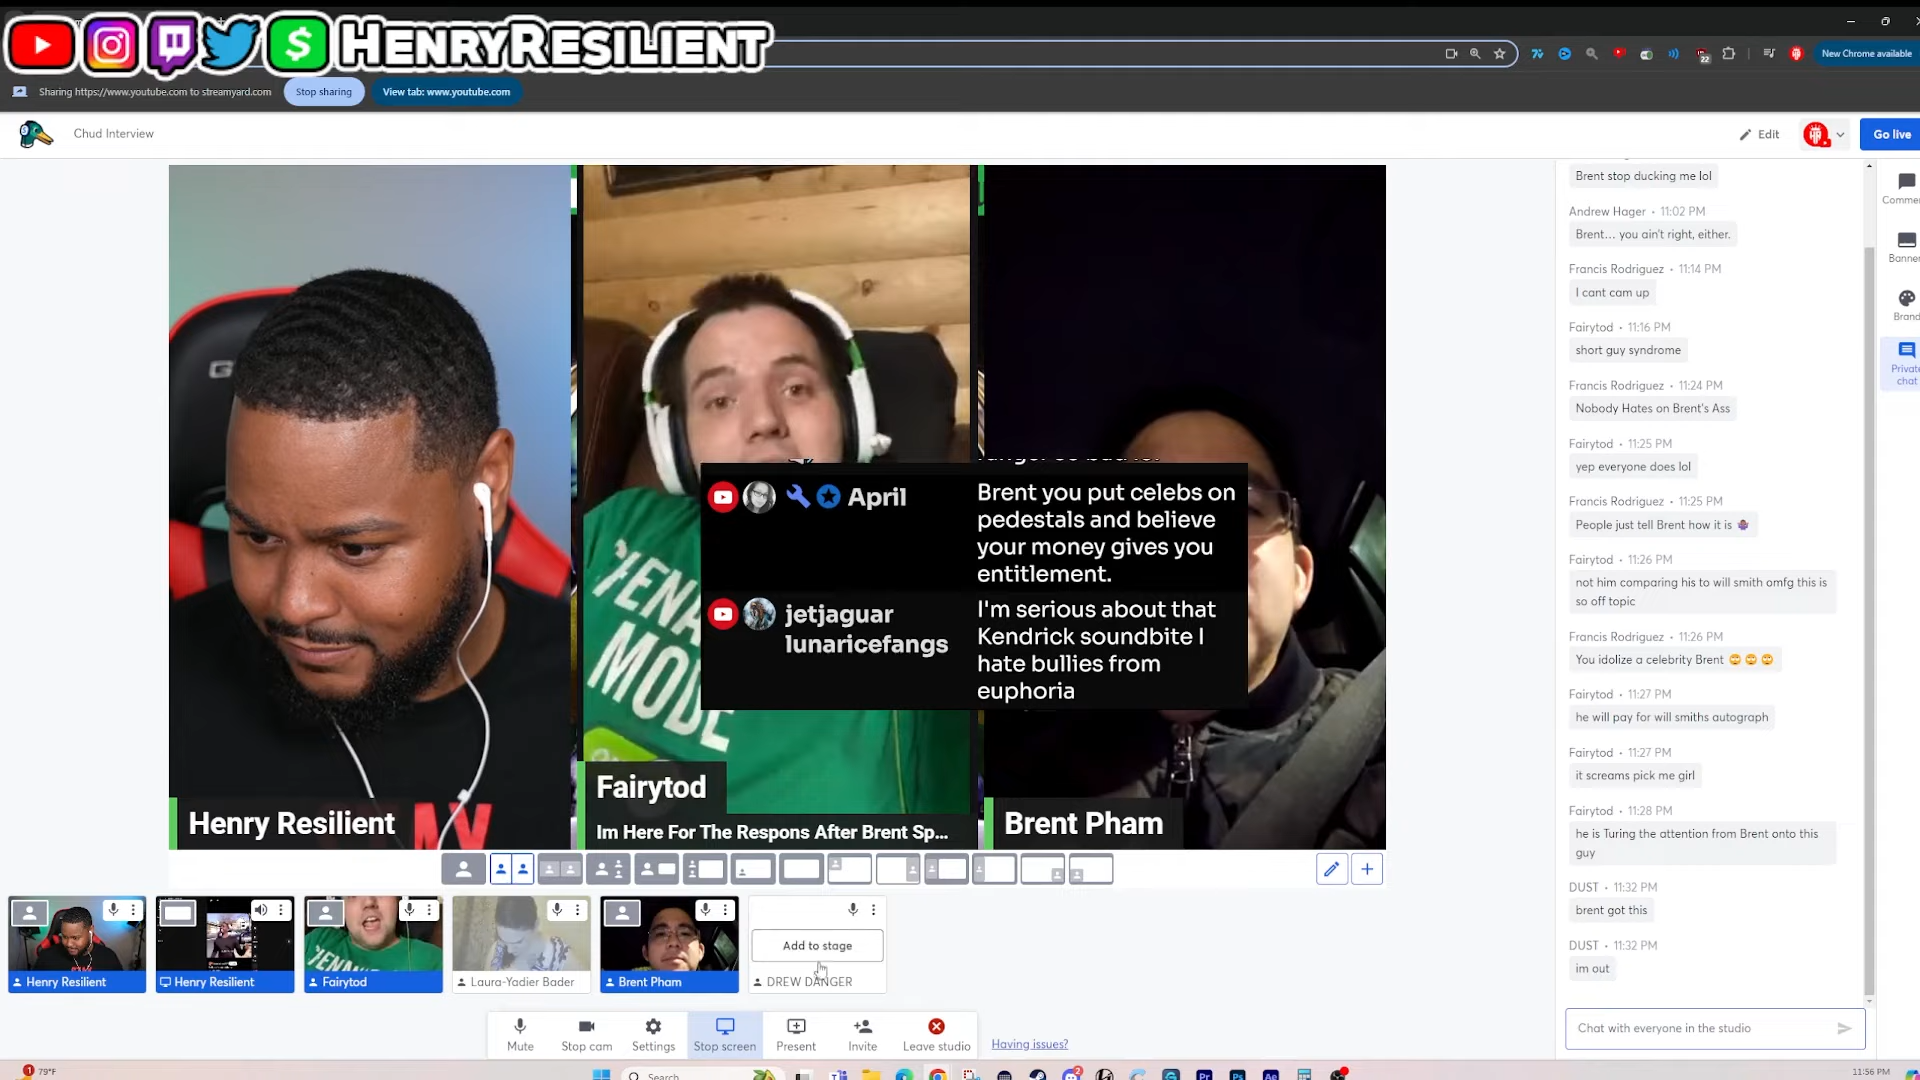 HENRYRESILIENT
New Chrome available
22
Sharing https://www.youtube.com to streamyard.com
Stop sharing
View tab: www.youtube.com
Chud Interview
Edit
Go live
Brent stop ducking me lol
Andrew Hager • 11:02 PM
Brent... you ain't right, either.
Francis Rodriguez • 11:14 PM
I cant cam up
Fairytod • 11:16 PM
short guy syndrome
Francis Rodriguez • 11:24 PM
Nobody Hates on Brent's Ass
Fairytod • 11:25 PM
yep everyone does lol
Francis Rodriguez • 11:25 PM
People just tell Brent how it is
Fairytod • 11:26 PM
not him comparing his to will smith omfg this is
so off topic
Francis Rodriguez • 11:26 PM
You idolize a celebrity Brent 🙄 🙄 🙄
Fairytod • 11:27 PM
he will pay for will smiths autograph
Fairytod • 11:27 PM
it screams pick me girl
Fairytod • 11:28 PM
he is Turing the attention from Brent onto this
guy
DUST • 11:32 PM
brent got this
DUST • 11:32 PM
im out
Chat with everyone in the studio
Comme
Banner
Brand
Private
chat
April
Brent you put celebs on
pedestals and believe
your money gives you
entitlement.
jetjaguar
lunaricefangs
I'm serious about that
Kendrick soundbite I
hate bullies from
euphoria
MODE
Henry Resilient
Fairytod
Im Here For The Respons After Brent Sp...
Brent Pham
Henry Resilient
Henry Resilient
Fairytod
Laura-Yadier Bader
Brent Pham
Add to stage
DREW DANGER
Mute
Stop cam
Settings
Stop screen
Present
Invite
Leave studio
Having issues?
1
79°F
Search
2
11:56 PM